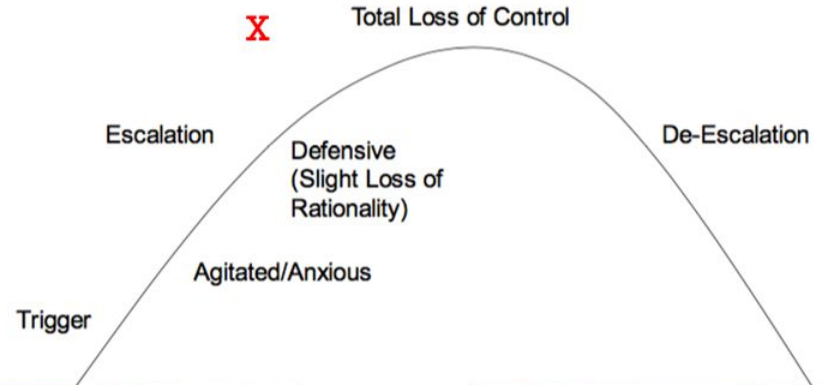 Total Loss of Control
X
Escalation
De-Escalation
Defensive
(Slight Loss of
Rationality)
Agitated/Anxious
Trigger